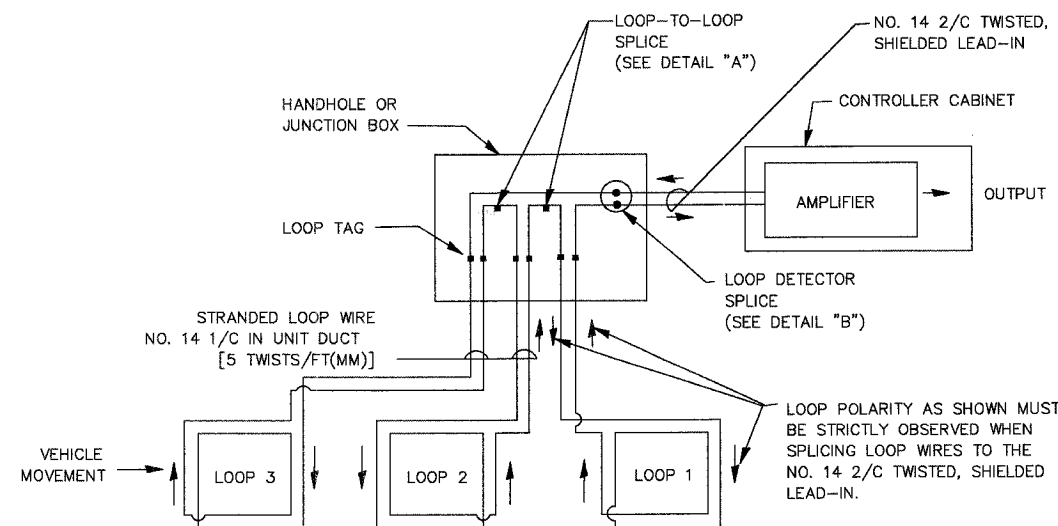 LOOP-TO-LOOP
SPLICE
(SEE DETAIL "A")
NO. 14 2/C TWISTED,
SHIELDED LEAD-IN
HANDHOLE OR
JUNCTION BOX
CONTROLLER CABINET
AMPLIFIER
OUTPUT
LOOP TAG
LOOP DETECTOR
SPLICE
(SEE DETAIL "B")
STRANDED LOOP WIRE
NO. 14 1/C IN UNIT DUCT
[5 TWISTS/FT(MM)]
LOOP POLARITY AS SHOWN MUST
BE STRICTLY OBSERVED WHEN
SPLICING LOOP WIRES TO THE
NO. 14 2/C TWISTED, SHIELDED
LEAD-IN.
VEHICLE
MOVEMENT
LOOP 3
LOOP 2
LOOP 1